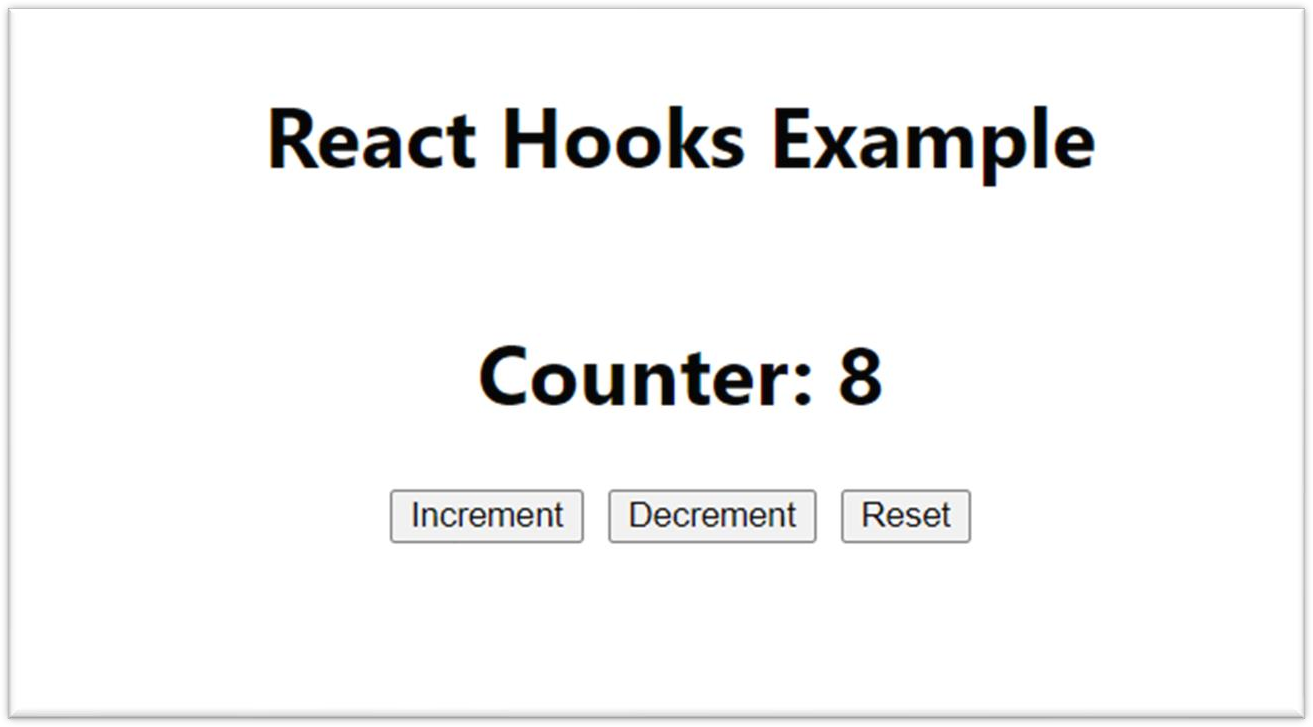 React Hooks Example
Counter: 8
Increment Decrement Reset